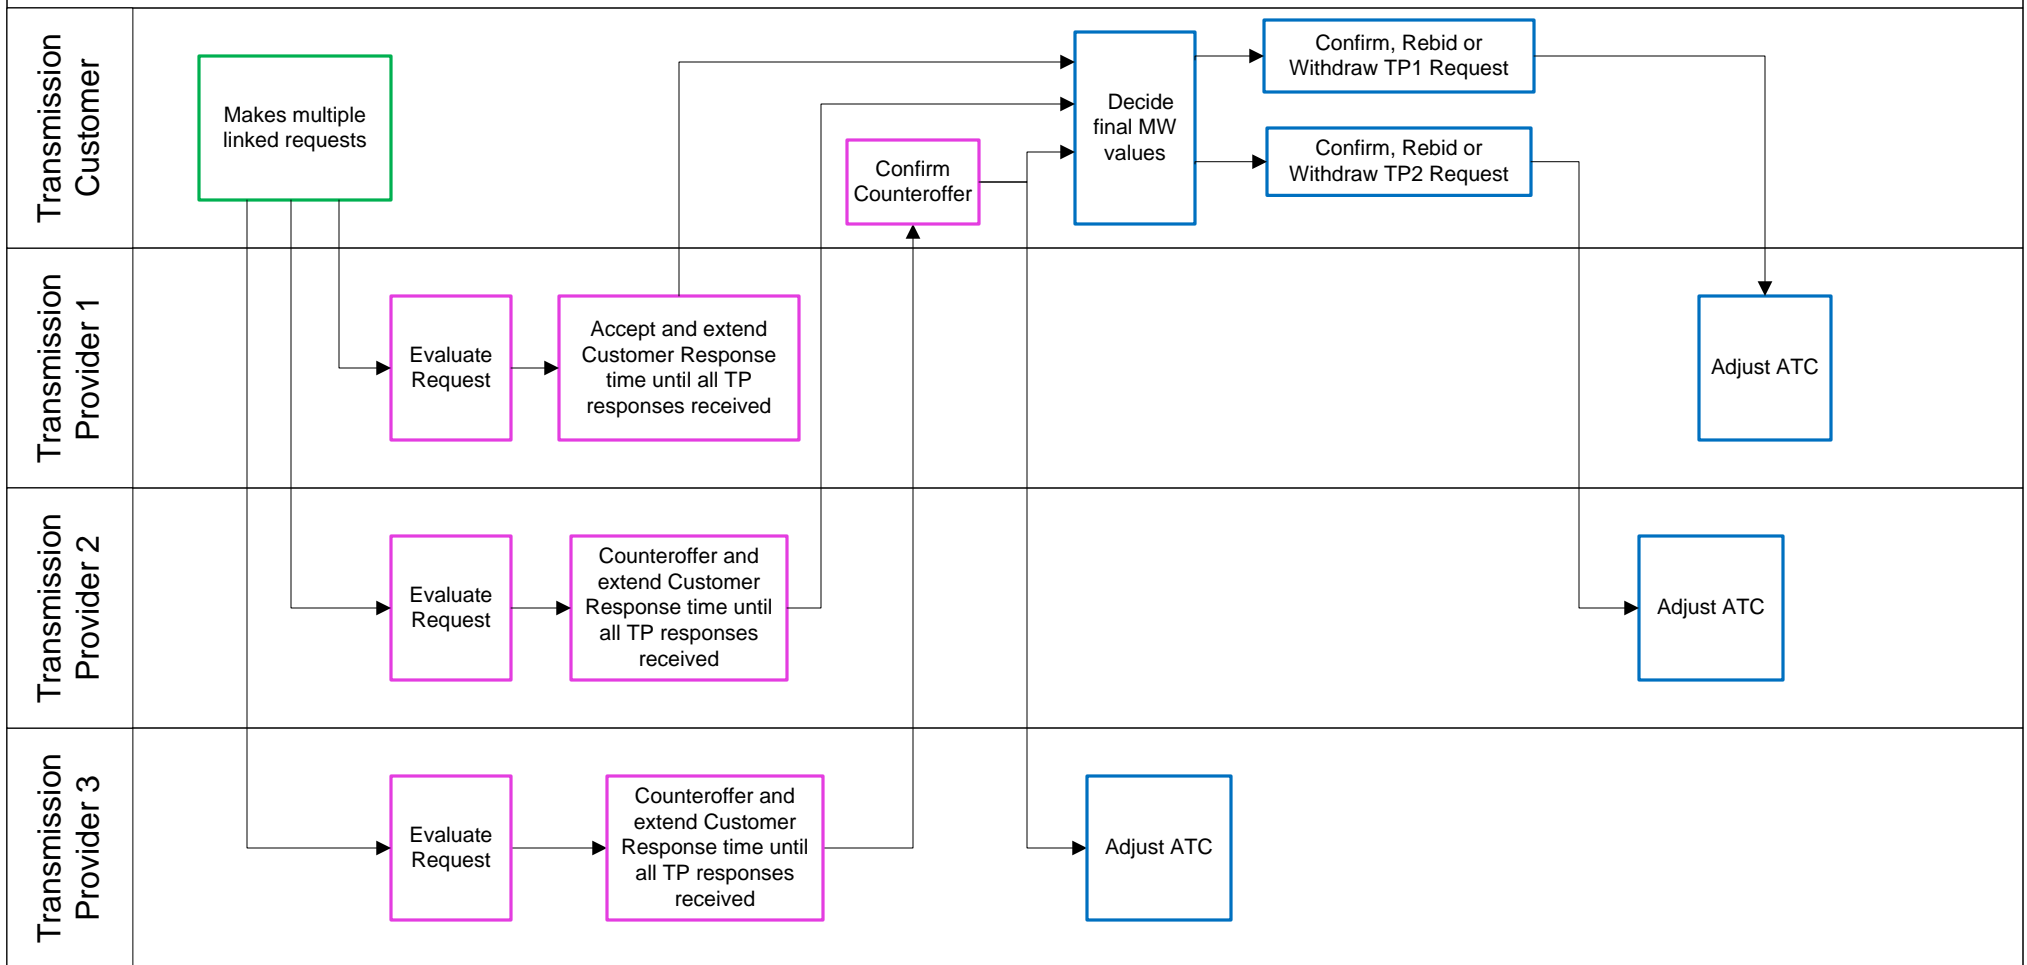 Transmission
Customer
Makes multiple
linked requests
Confirm
Counteroffer
Decide
final MW
values
Confirm, Rebid or
Withdraw TP1 Request
Confirm, Rebid or
Withdraw TP2 Request
Transmission
Provider 1
Evaluate
Request
Accept and extend
Customer Response
time until all TP
responses received
Adjust ATC
Transmission
Provider 2
Evaluate
Request
Counteroffer and
extend Customer
Response time until
all TP responses
received
Adjust ATC
Transmission
Provider 3
Evaluate
Request
Counteroffer and
extend Customer
Response time until
all TP responses
received
Adjust ATC